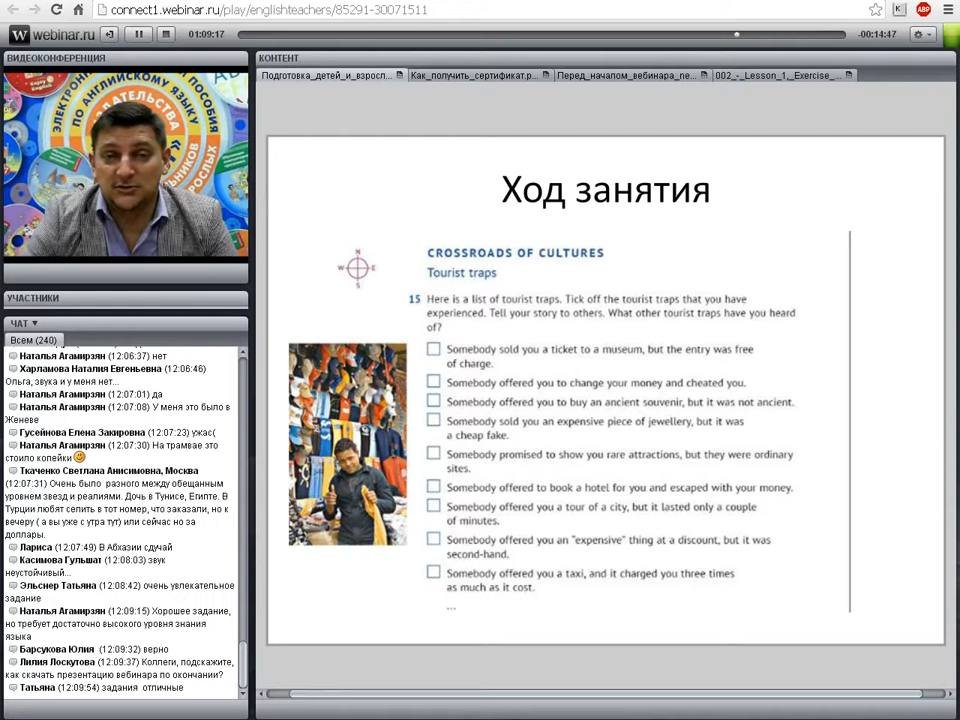 connect1.webinar.ru/play/englishteachers/85291-30071511
K
ABP
W webinar.ru
01:09:17
-00:14:47
ВИДЕОКОНФЕРЕНЦИЯ
ЭЛЕКТРОННЫЕ ПОСОБИЯ
ПО АНГЛИЙСКОМУ ЯЗЫКУ
УЧАСТНИКИ
ЧАТ
Всем (240)
Наталья Агамирзян (12:06:37) нет
Харламова Наталия Евгеньевна (12:06:46)
Ольга, звука и у меня нет...
Наталья Агамирзян (12:07:01) да
Наталья Агамирзян (12:07:08) У меня это было в
Женеве
Гусейнова Елена Закировна (12:07:23) ужас(
Наталья Агамирзян (12:07:30) На трамвае это
стоило копейки
Ткаченко Светлана Анисимовна, Москва
(12:07:31) Очень было разного между обещанным
уровнем звезд и реалиями. Дочь в Тунисе, Египте. В
Турции любят селить в тот номер, что заказали, но к
вечеру ( а вы уже с утра тут) или сейчас но за
доллары.
Лариса (12:07:49) В Абхазии сдучай
Касимова Гульшат (12:08:03) звук
неустойчивый...
Эльснер Татьяна (12:08:42) очень увлекательное
задание
Наталья Агамирзян (12:09:15) Хорошее задание,
но требует достаточно высокого уровня знания
языка
Барсукова Юлия (12:09:32) верно
Лилия Лоскутова (12:09:37) Коллеги, подскажите,
как скачать презентацию вебинара по окончании?
Татьяна (12:09:54) задания отличные
КОНТЕНТ
Подготовка_детей_и_взросл...
Как_получить_сертификат.р...
Перед_началом_вебинара_пе...
002_-_Lesson_1,_Exercise_...
Ход занятия
N
W E
S
CROSSROADS OF CULTURES
Tourist traps
15 Here is a list of tourist traps. Tick off the tourist traps that you have
experienced. Tell your story to others. What other tourist traps have you heard
of?
Somebody sold you a ticket to a museum, but the entry was free
of charge.
Somebody offered you to change your money and cheated you.
Somebody offered you to buy an ancient souvenir, but it was not ancient.
Somebody sold you an expensive piece of jewellery, but it was
a cheap fake.
Somebody promised to show you rare attractions, but they were ordinary
sites.
Somebody offered to book a hotel for you and escaped with your money.
Somebody offered you a tour of a city, but it lasted only a couple
of minutes.
Somebody offered you an "expensive" thing at a discount, but it was
second-hand.
Somebody offered you a taxi, and it charged you three times
as much as it cost.
...